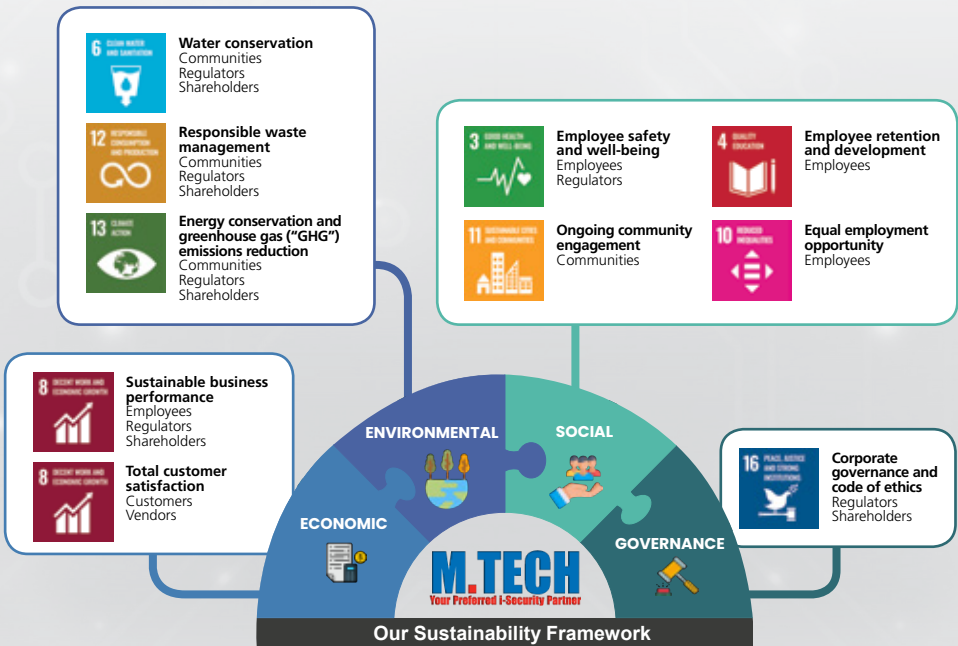 6 CLEAN WATER
AND SANITATION
Water conservation
Communities
Regulators
Shareholders
12 RESPONSIBLE
CONSUMPTION
AND PRODUCTION
Responsible waste
management
Communities
Regulators
Shareholders
13 CLIMATE
ACTION
Energy conservation and
greenhouse gas ("GHG")
emissions reduction
Communities
Regulators
Shareholders
3 GOOD HEALTH
AND WELL-BEING
Employee safety
and well-being
Employees
Regulators
4 QUALITY
EDUCATION
Employee retention
and development
Employees
11 SUSTAINABLE CITIES
AND COMMUNITIES
Ongoing community
engagement
Communities
10 REDUCED
INEQUALITIES
Equal employment
opportunity
Employees
8 DECENT WORK AND
ECONOMIC GROWTH
Sustainable business
performance
Employees
Regulators
Shareholders
8 DECENT WORK AND
ECONOMIC GROWTH
Total customer
satisfaction
Customers
Vendors
16 PEACE, JUSTICE
AND STRONG
INSTITUTIONS
Corporate
governance and
code of ethics
Regulators
Shareholders
ECONOMIC
ENVIRONMENTAL
SOCIAL
GOVERNANCE
M.TECH
Your Preferred i-Security Partner
Our Sustainability Framework